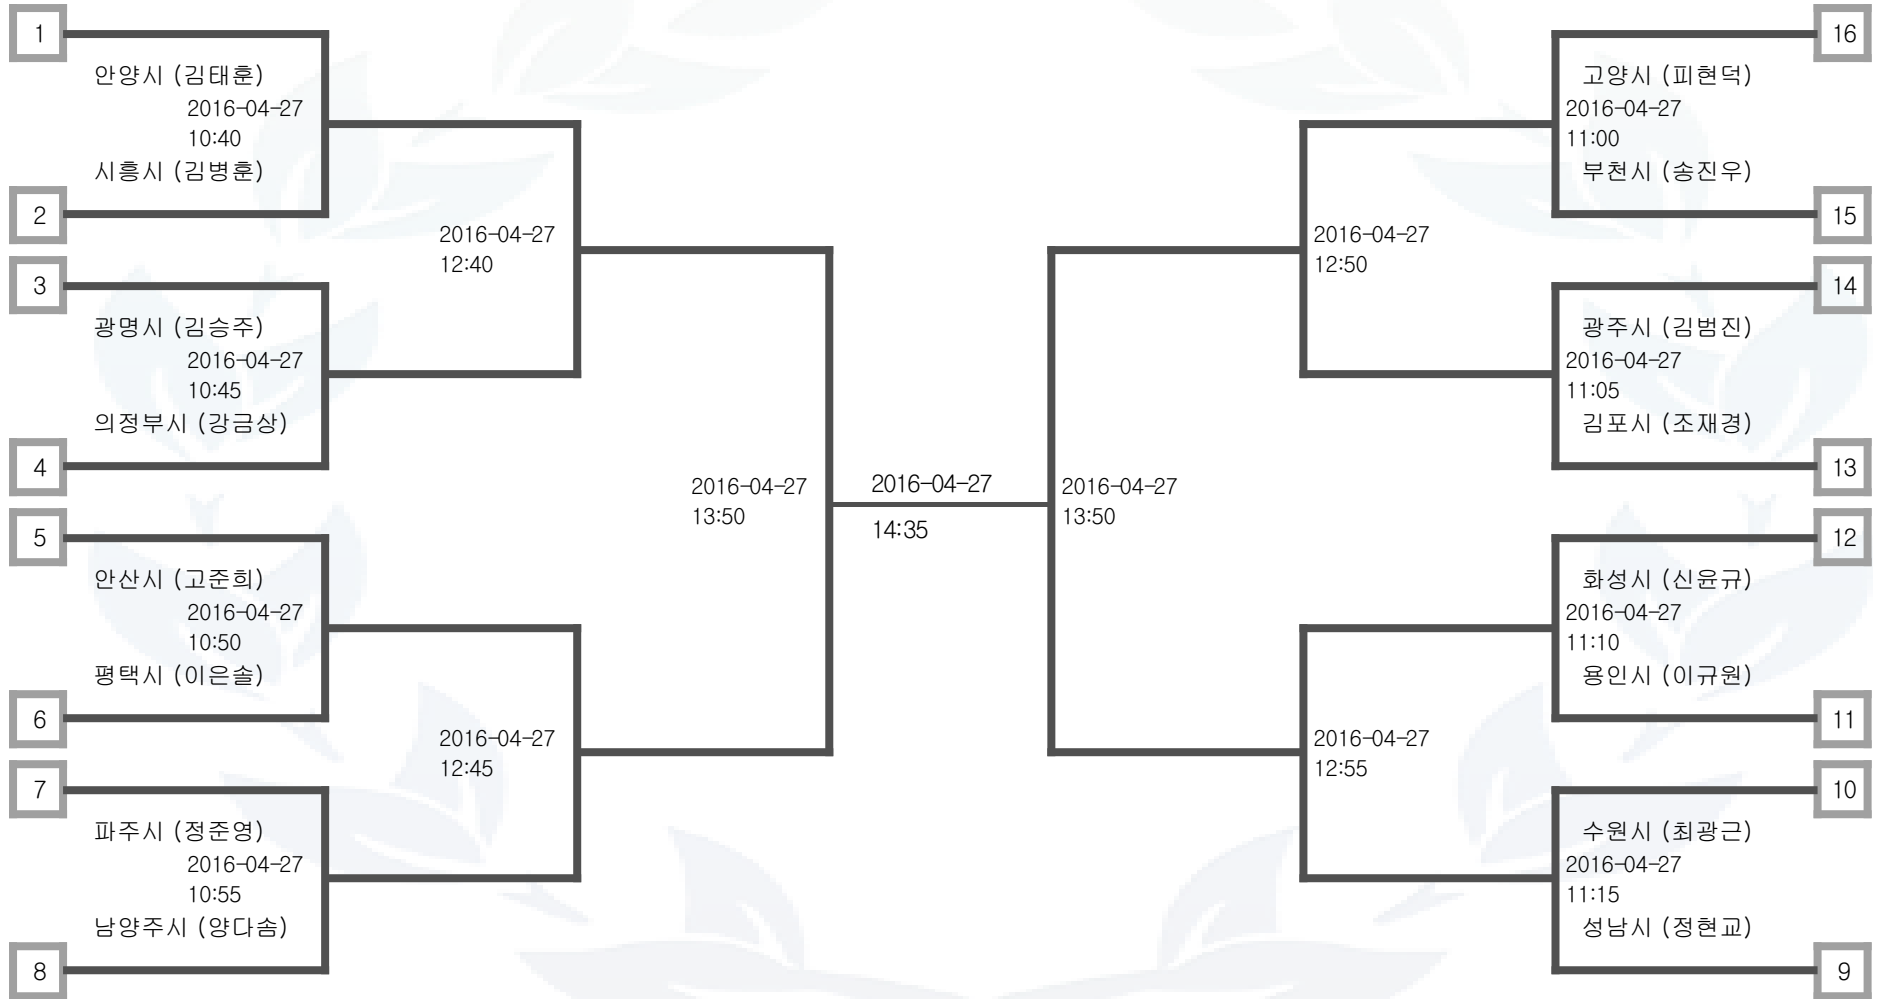 1
안양시 (김태훈)
2016-04-27
10:40
시흥시 (김병훈)
2
3
광명시 (김승주)
2016-04-27
10:45
의정부시 (강금상)
4
5
안산시 (고준희)
2016-04-27
10:50
평택시 (이은솔)
6
7
파주시 (정준영)
2016-04-27
10:55
남양주시 (양다솜)
8
2016-04-27
12:40
2016-04-27
12:45
2016-04-27
13:50
2016-04-27
14:35
2016-04-27
13:50
2016-04-27
12:50
2016-04-27
12:55
16
고양시 (피현덕)
2016-04-27
11:00
부천시 (송진우)
15
14
광주시 (김범진)
2016-04-27
11:05
김포시 (조재경)
13
12
화성시 (신윤규)
2016-04-27
11:10
용인시 (이규원)
11
10
수원시 (최광근)
2016-04-27
11:15
성남시 (정현교)
9